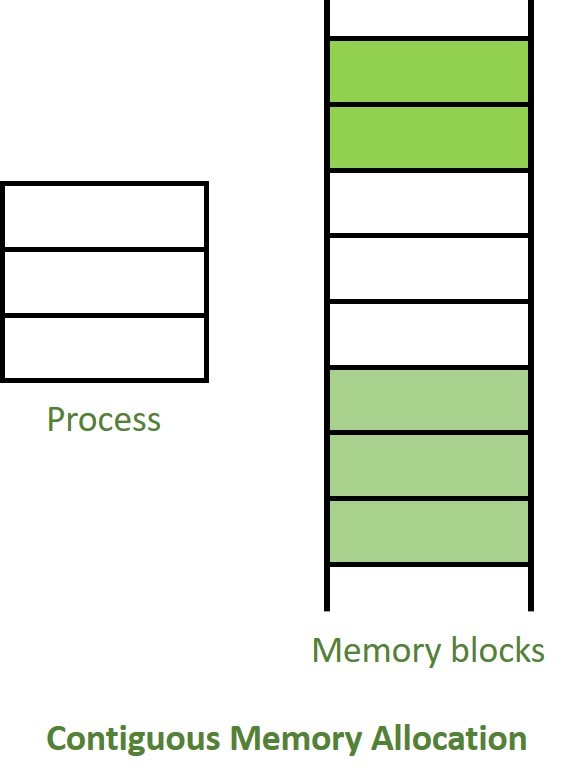 Process
Memory blocks
Contiguous Memory Allocation